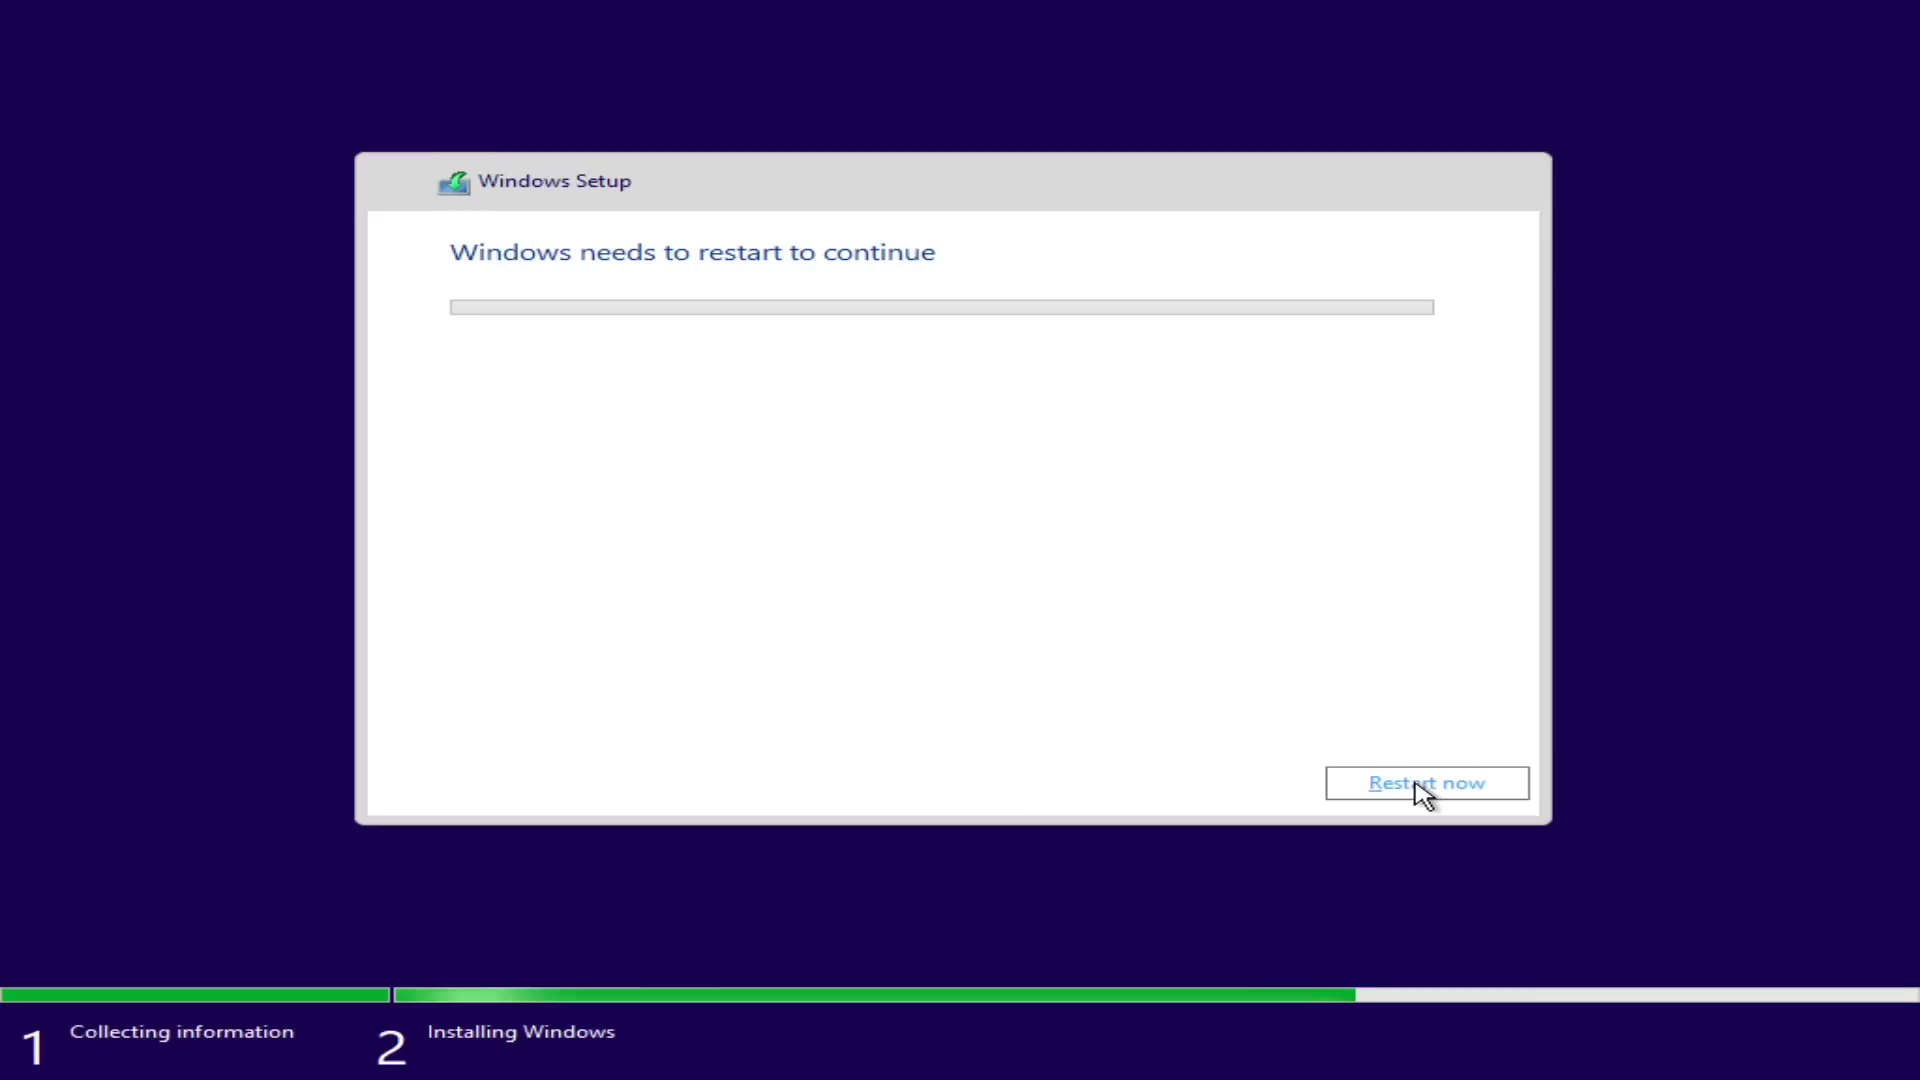 Windows Setup
Windows needs to restart to continue
Restart now
1 Collecting information
2 Installing Windows